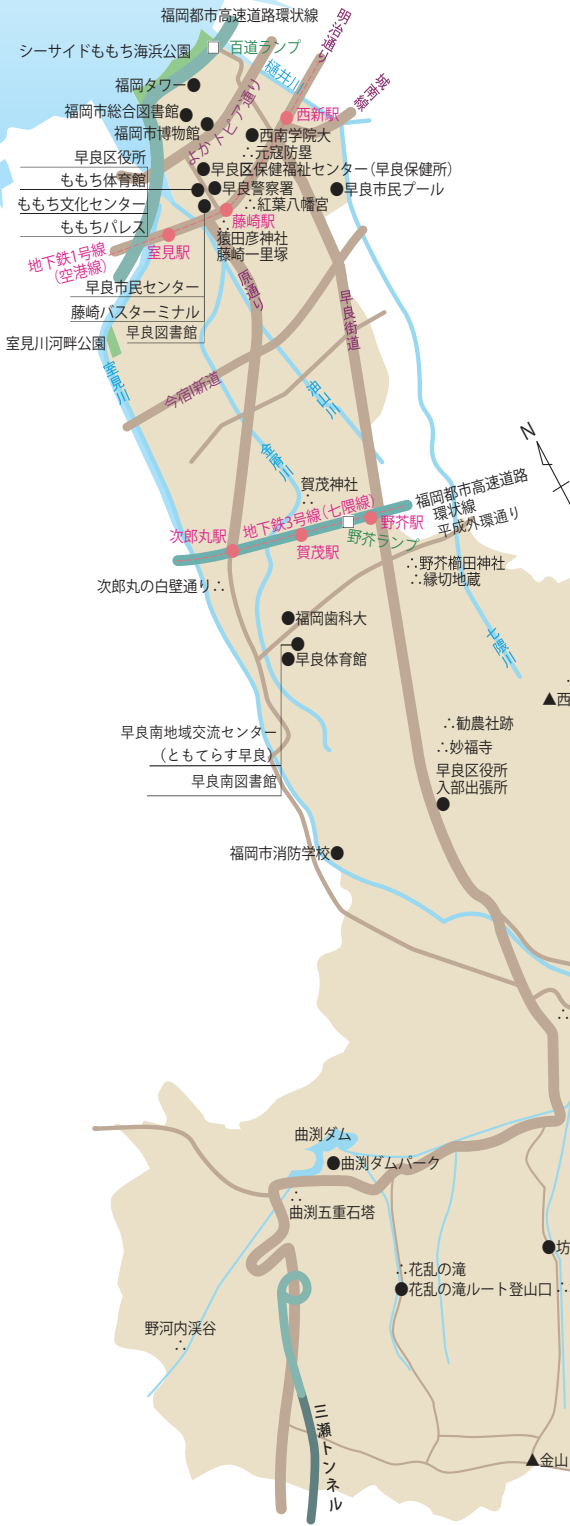 福岡都市高速道路環状線
明治通り
シーサイドももち海浜公園
百道ランプ
樋井川
城南線
福岡タワー
よかトピア通り
福岡市総合図書館
西新駅
福岡市博物館
西南学院大
元寇防塁
早良区役所
早良区保健福祉センター(早良保健所)
ももち体育館
早良警察署
早良市民プール
ももち文化センター
紅葉八幡宮
ももちパレス
藤崎駅
猿田彦神社
藤崎一里塚
地下鉄1号線
(空港線)
室見駅
原通り
早良市民センター
早良街道
藤崎バスターミナル
早良図書館
室見川河畔公園
室見川
今宿新道
油山川
金屑川
N
賀茂神社
福岡都市高速道路
環状線
平成外環通り
地下鉄3号線(七隈線)
次郎丸駅
野芥駅
賀茂駅
野芥ランプ
野芥櫛田神社
縁切地蔵
次郎丸の白壁通り
福岡歯科大
七隈川
早良体育館
西
勧農社跡
早良南地域交流センター
(ともてらす早良)
妙福寺
早良区役所
入部出張所
早良南図書館
福岡市消防学校
曲渕ダム
曲渕ダムパーク
曲渕五重石塔
坊
花乱の滝
花乱の滝ルート登山口
野河内渓谷
三瀬トンネル
金山